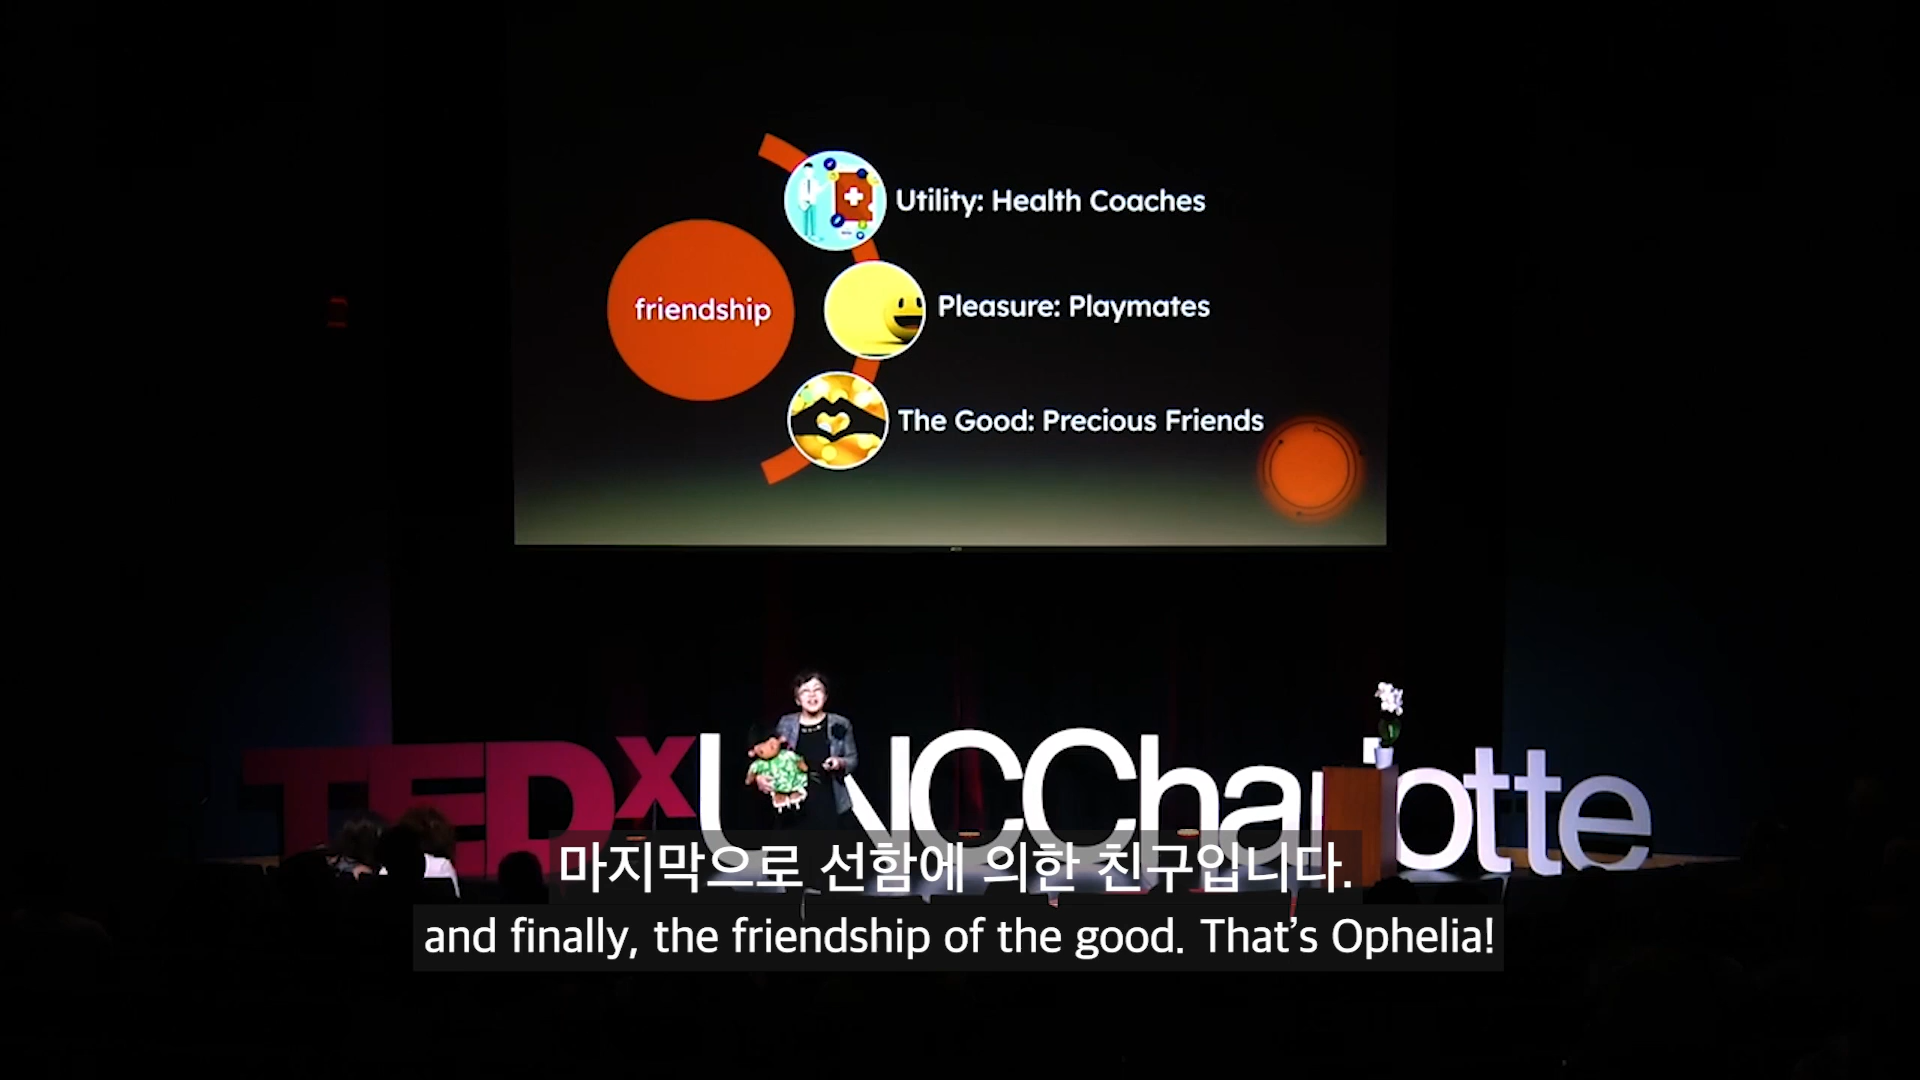 Utility: Health Coaches
friendship
Pleasure: Playmates
The Good: Precious Friends
TEDxUNCCharlotte
마지막으로 선함에 의한 친구입니다.
and finally, the friendship of the good. That's Ophelia!